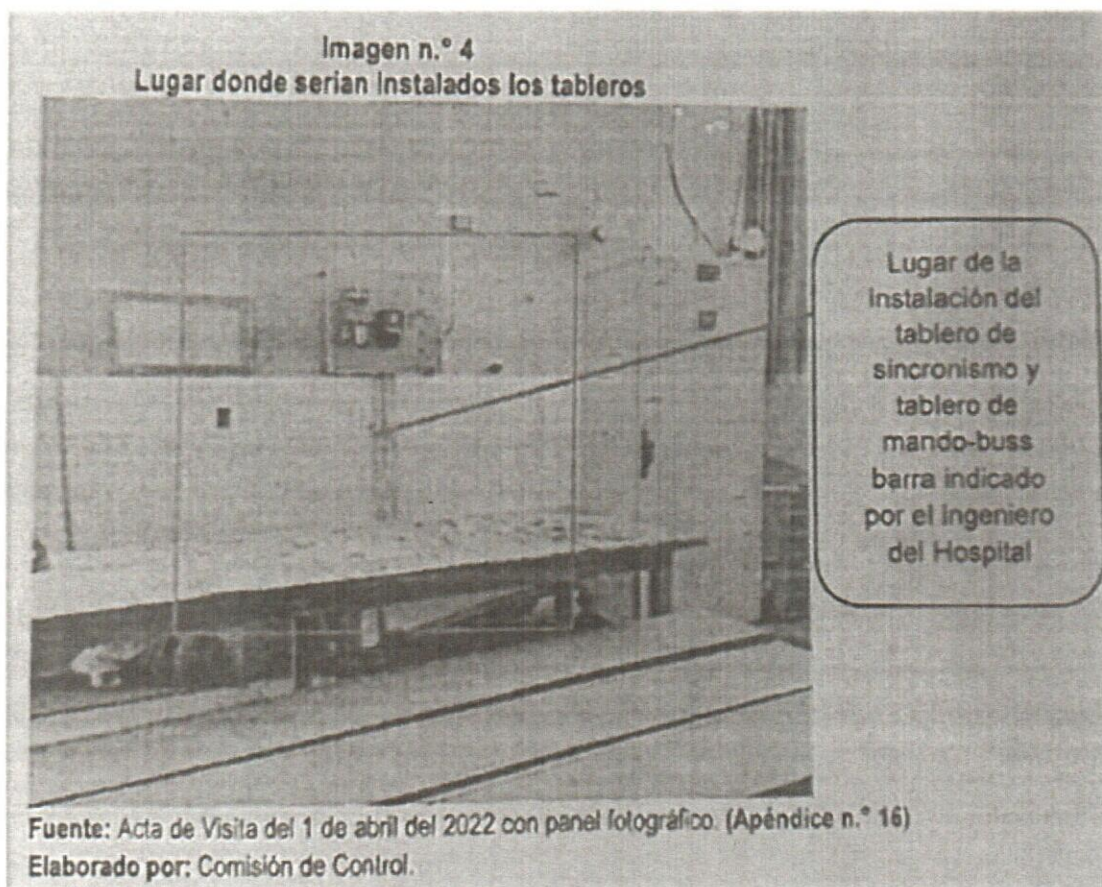 Imagen n.° 4
Lugar donde serian Instalados los tableros
Lugar de la
instalación del
tablero de
sincronismo y
tablero de
mando-buss
barra indicado
por el Ingeniero
del Hospital
Fuente: Acta de Visita del 1 de abril del 2022 con panel fotográfico. (Apéndice n.° 16)
Elaborado por: Comisión de Control.